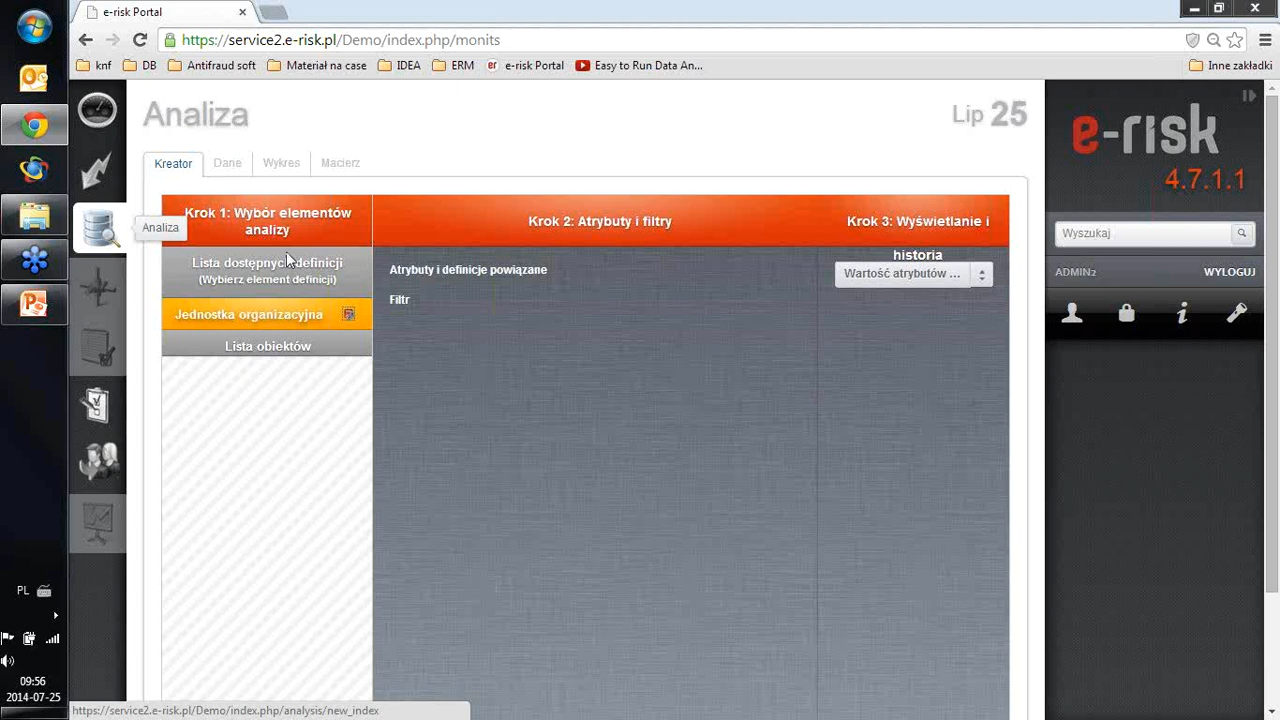 e-risk Portal
https://service2.e-risk.pl/Demo/index.php/monits
knf
DB
Antifraud soft
Materiał na case
IDEA
ERM
er e-risk Portal
Easy to Run Data An...
Inne zakładki
Analiza
Lip 25
Kreator
Dane
Wykres
Macierz
Analiza
Krok 1: Wybór elementów
analizy
Krok 2: Atrybuty i filtry
Krok 3: Wyświetlanie i
historia
Lista dostępnych definicji
(Wybierz element definicji)
Jednostka organizacyjna
Lista obiektów
Atrybuty i definicje powiązane
Filtr
Wartość atrybutów ...
e-risk
4.7.1.1
Wyszukaj
ADMIN2
WYLOGUJ
PL
09:56
2014-07-25
https://service2.e-risk.pl/Demo/index.php/analysis/new_index